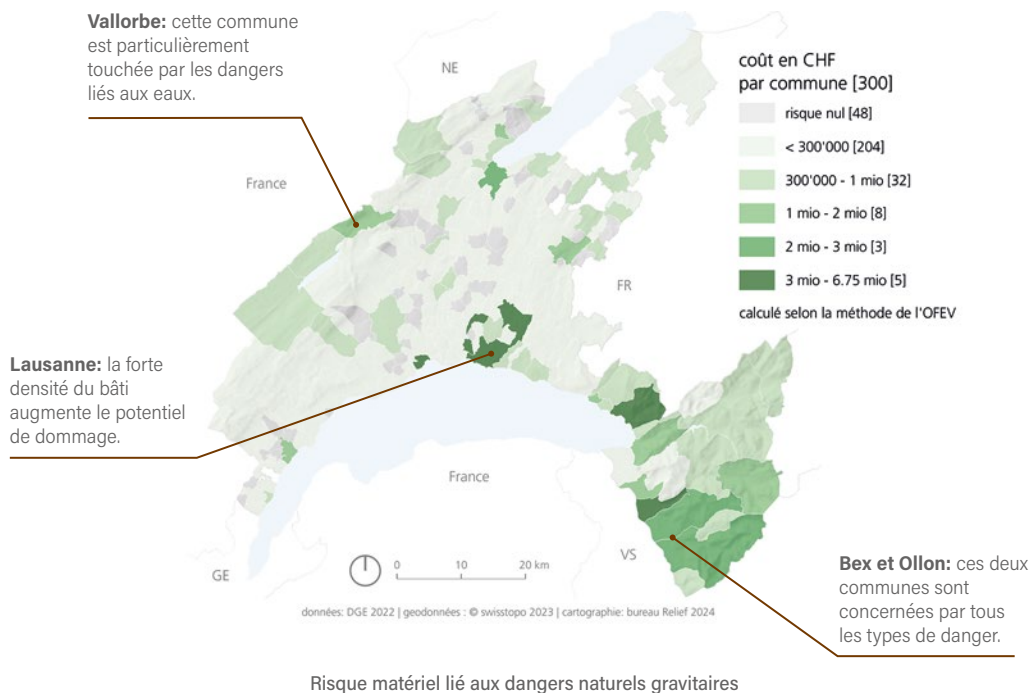 Vallorbe: cette commune
est particulièrement
touchée par les dangers
liés aux eaux.
NE
coût en CHF
par commune [300]
risque nul [48]
< 300'000 [204]
300'000 - 1 mio [32]
1 mio - 2 mio [8]
2 mio - 3 mio [3]
3 mio - 6.75 mio [5]
calculé selon la méthode de l'OFEV
France
FR
Lausanne: la forte
densité du bâti
augmente le potentiel
de dommage.
France
VS
GE
0 10 20 km
Bex et Ollon: ces deux
communes sont
concernées par tous
les types de danger.
données: DGE 2022 | geodonnées : © swisstopo 2023 | cartographie: bureau Relief 2024
Risque matériel lié aux dangers naturels gravitaires